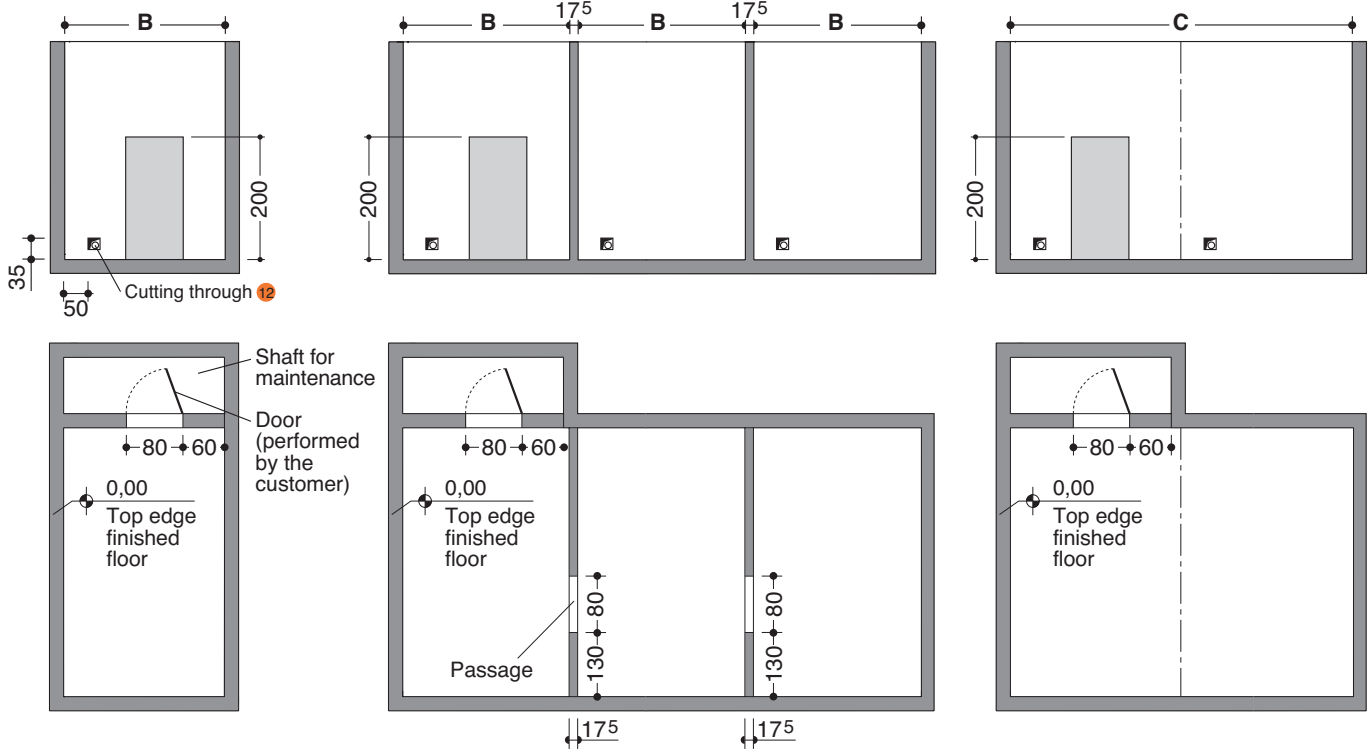 B
B
17⁵
B
17⁵
B
C
200
35
50
Cutting through 12
200
200
Shaft for
maintenance
Door
(performed
by the
customer)
80
60
0,00
Top edge
finished
floor
80
60
0,00
Top edge
finished
floor
80
130
80
130
Passage
17⁵
17⁵
80
60
0,00
Top edge
finished
floor